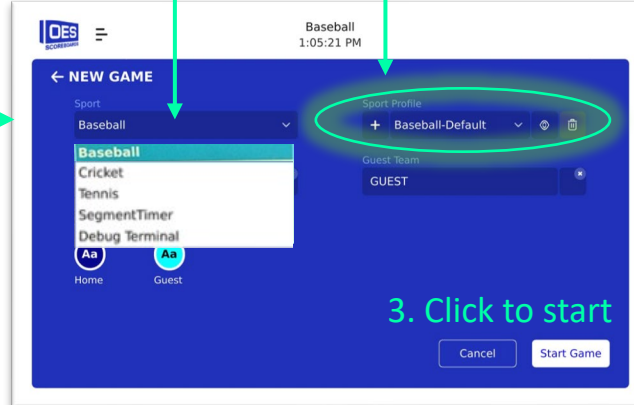 OES
SCOREBOARDS
Baseball
1:05:21 PM
← NEW GAME
Sport
Baseball
Sport Profile
+ Baseball-Default
Baseball
Cricket
Tennis
SegmentTimer
Debug Terminal
Guest Team
GUEST
Aa
Aa
Home
Guest
3. Click to start
Cancel
Start Game